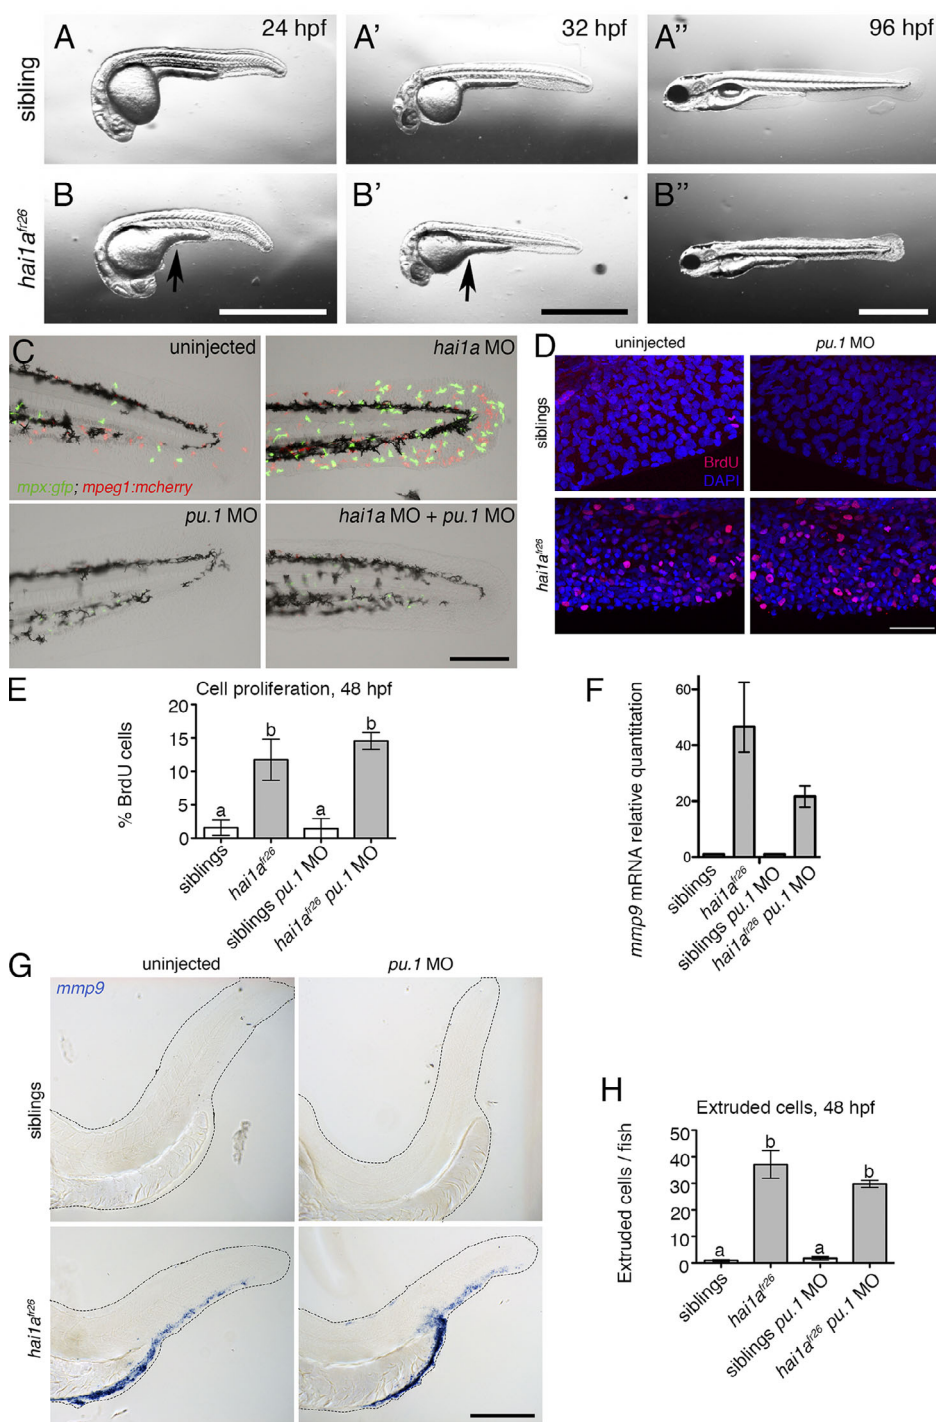 A 24 hpf A' 32 hpf A" 96 hpf
sibling
B B' B"
hai1a^fr26
C uninjected hai1a MO
mpx:gfp; mpeg1:mcherry
pu.1 MO hai1a MO + pu.1 MO
D uninjected pu.1 MO
siblings
BrdU
DAPI
hai1a^fr26
E Cell proliferation, 48 hpf
% BrdU cells
20
15
10
5
0
a b a b
siblings
hai1a^fr26
siblings pu.1 MO
hai1a^fr26 pu.1 MO
F
mmp9 mRNA relative quantitation
60
40
20
0
siblings
hai1a^fr26
siblings pu.1 MO
hai1a^fr26 pu.1 MO
G uninjected pu.1 MO
mmp9
siblings
hai1a^fr26
H
Extruded cells, 48 hpf
Extruded cells / fish
50
40
30
20
10
0
a b a b
siblings
hai1a^fr26
siblings pu.1 MO
hai1a^fr26 pu.1 MO